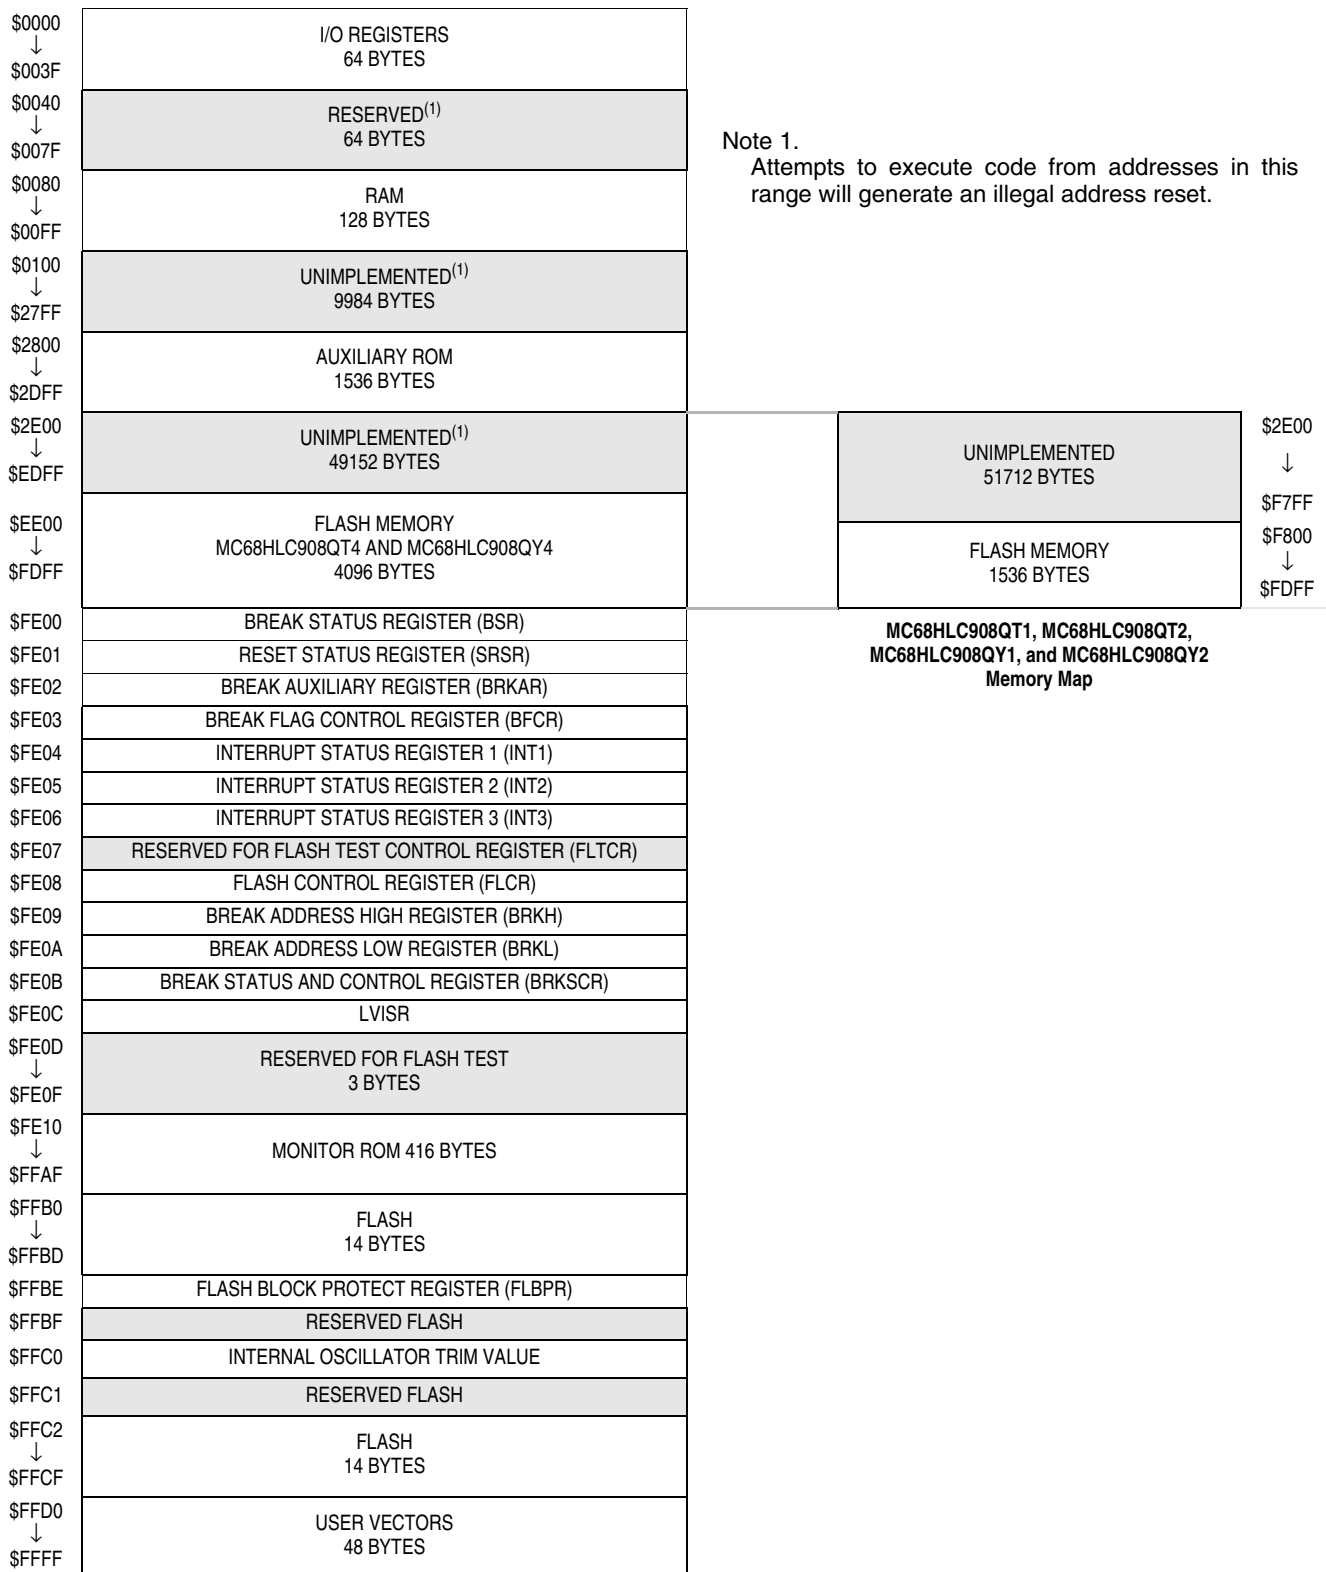 $0000
↓
$003F
I/O REGISTERS
64 BYTES
$0040
↓
$007F
RESERVED(1)
64 BYTES
Note 1.
Attempts to execute code from addresses in this
range will generate an illegal address reset.
$0080
↓
$00FF
RAM
128 BYTES
$0100
↓
$27FF
UNIMPLEMENTED(1)
9984 BYTES
$2800
↓
$2DFF
AUXILIARY ROM
1536 BYTES
$2E00
↓
$EDFF
UNIMPLEMENTED(1)
49152 BYTES
UNIMPLEMENTED
51712 BYTES
$2E00
↓
$F7FF
$EE00
↓
$FDFF
FLASH MEMORY
MC68HLC908QT4 AND MC68HLC908QY4
4096 BYTES
FLASH MEMORY
1536 BYTES
$F800
↓
$FDFF
MC68HLC908QT1, MC68HLC908QT2,
MC68HLC908QY1, and MC68HLC908QY2
Memory Map
$FE00 BREAK STATUS REGISTER (BSR)
$FE01 RESET STATUS REGISTER (SRSR)
$FE02 BREAK AUXILIARY REGISTER (BRKAR)
$FE03 BREAK FLAG CONTROL REGISTER (BFCR)
$FE04 INTERRUPT STATUS REGISTER 1 (INT1)
$FE05 INTERRUPT STATUS REGISTER 2 (INT2)
$FE06 INTERRUPT STATUS REGISTER 3 (INT3)
$FE07 RESERVED FOR FLASH TEST CONTROL REGISTER (FLTCR)
$FE08 FLASH CONTROL REGISTER (FLCR)
$FE09 BREAK ADDRESS HIGH REGISTER (BRKH)
$FE0A BREAK ADDRESS LOW REGISTER (BRKL)
$FE0B BREAK STATUS AND CONTROL REGISTER (BRKSCR)
$FE0C LVISR
$FE0D
↓
$FE0F
RESERVED FOR FLASH TEST
3 BYTES
$FE10
↓
$FFAF
MONITOR ROM 416 BYTES
$FFB0
↓
$FFBD
FLASH
14 BYTES
$FFBE FLASH BLOCK PROTECT REGISTER (FLBPR)
$FFBF RESERVED FLASH
$FFC0 INTERNAL OSCILLATOR TRIM VALUE
$FFC1 RESERVED FLASH
$FFC2
↓
$FFCF
FLASH
14 BYTES
$FFD0
↓
$FFFF
USER VECTORS
48 BYTES